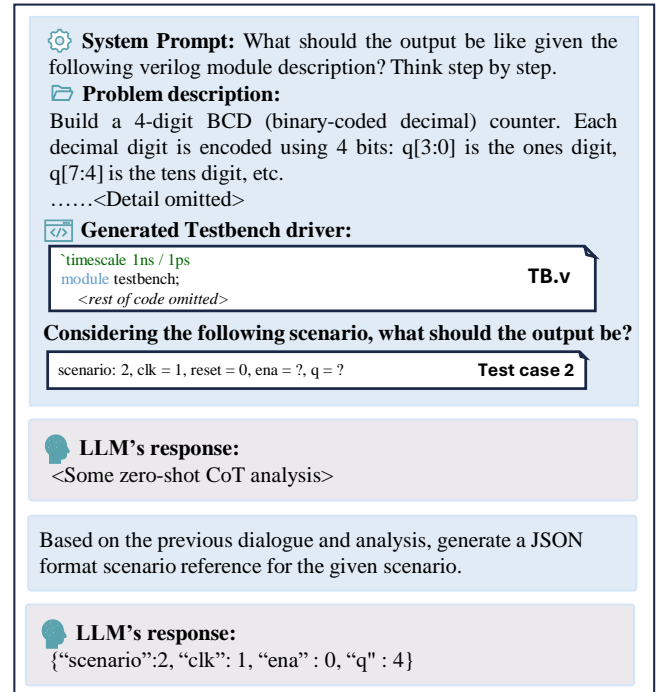 System Prompt: What should the output be like given the
following verilog module description? Think step by step.
Problem description:
Build a 4-digit BCD (binary-coded decimal) counter. Each
decimal digit is encoded using 4 bits: q[3:0] is the ones digit,
q[7:4] is the tens digit, etc.
……<Detail omitted>
</> Generated Testbench driver:
`timescale 1ns / 1ps
module testbench;
<rest of code omitted>
TB.v
Considering the following scenario, what should the output be?
scenario: 2, clk = 1, reset = 0, ena = ?, q = ?
Test case 2
LLM's response:
<Some zero-shot CoT analysis>
Based on the previous dialogue and analysis, generate a JSON
format scenario reference for the given scenario.
LLM's response:
{“scenario”:2, “clk”: 1, “ena” : 0, “q" : 4}